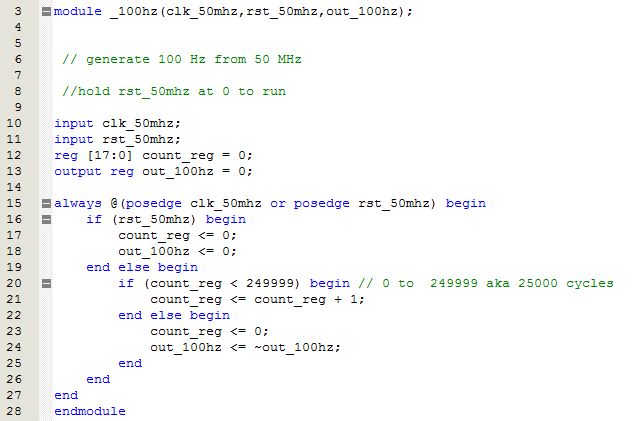 3 module _100hz(clk_50mhz,rst_50mhz,out_100hz);
4
5
6 // generate 100 Hz from 50 MHz
7
8 //hold rst_50mhz at 0 to run
9
10 input clk_50mhz;
11 input rst_50mhz;
12 reg [17:0] count_reg = 0;
13 output reg out_100hz = 0;
14
15 always @(posedge clk_50mhz or posedge rst_50mhz) begin
16 if (rst_50mhz) begin
17 count_reg <= 0;
18 out_100hz <= 0;
19 end else begin
20 if (count_reg < 249999) begin // 0 to  249999 aka 25000 cycles
21 count_reg <= count_reg + 1;
22 end else begin
23 count_reg <= 0;
24 out_100hz <= ~out_100hz;
25 end
26 end
27 end
28 endmodule